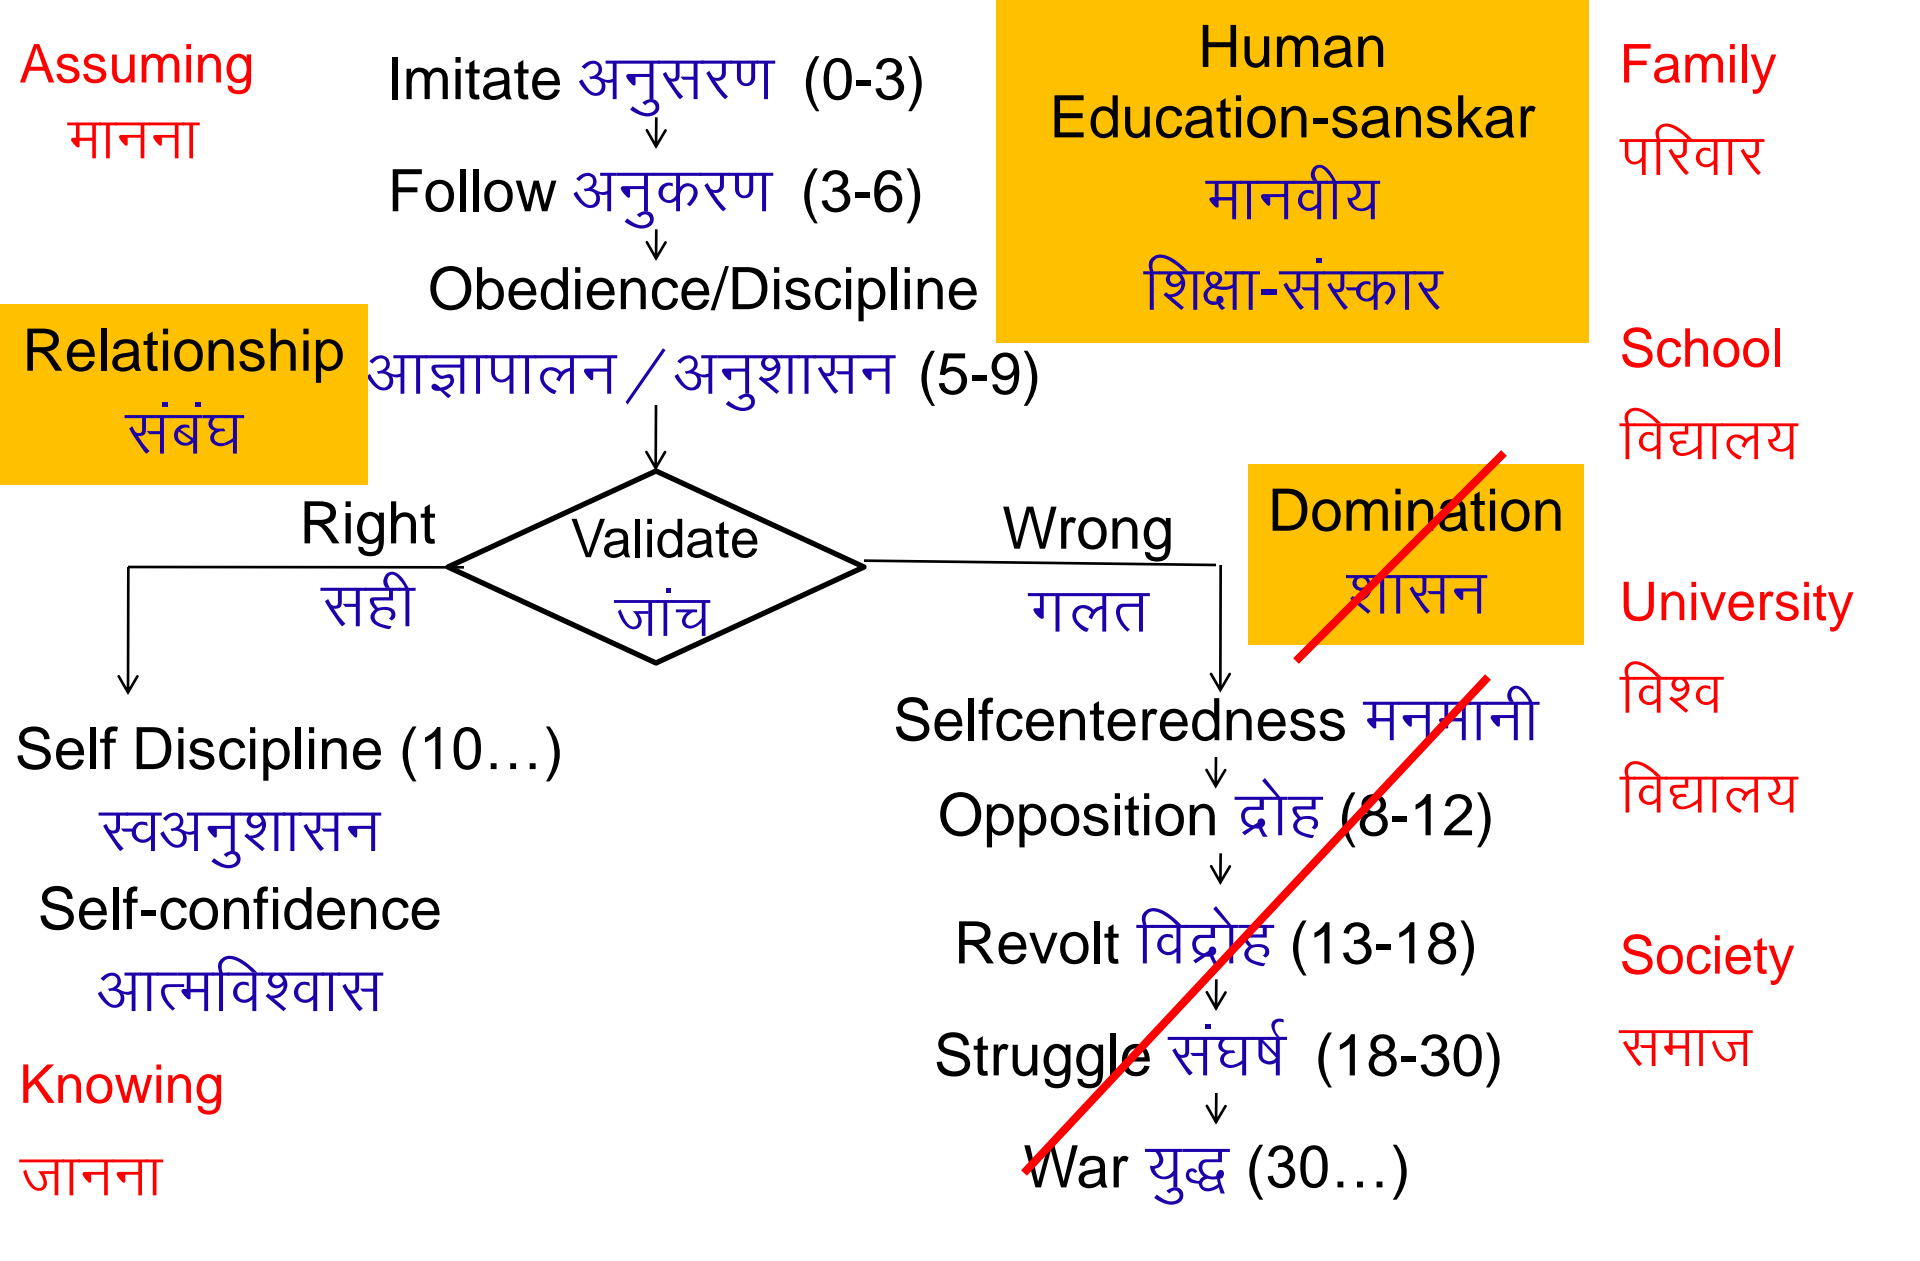 Assuming
मानना
Imitate अनुसरण (0-3)
Follow अनुकरण (3-6)
Obedience/Discipline
आज्ञापालन / अनुशासन (5-9)
Human
Education-sanskar
मानवीय
शिक्षा-संस्कार
Family
परिवार
School
विद्यालय
University
विश्व
विद्यालय
Society
समाज
Relationship
संबंघ
Right
सही
Validate
जांच
Wrong
गलत
Domination
शासन
Self Discipline (10…)
स्वअनुशासन
Self-confidence
आत्मविश्वास
Knowing
जानना
Selfcenteredness मनमानी
Opposition द्रोह (8-12)
Revolt विद्रोह (13-18)
Struggle संघर्ष (18-30)
War युद्ध (30…)